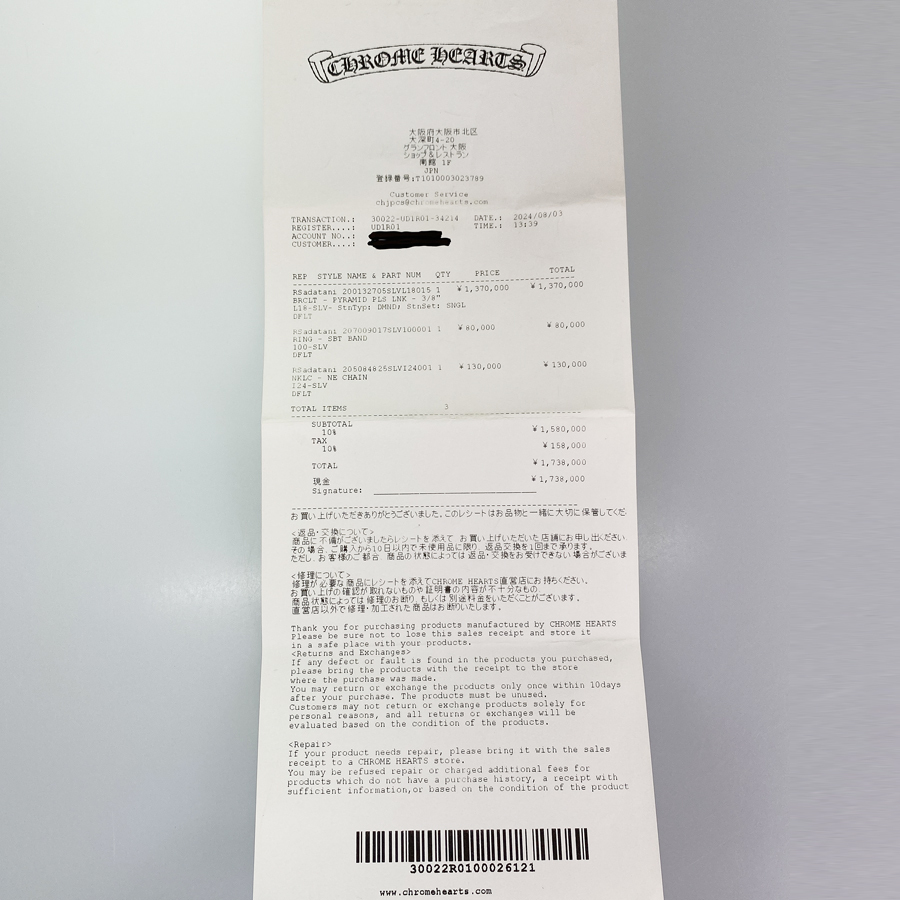 CHROME HEARTS
大阪府大阪市北区
大深町4-20
グランフロント大阪
ショップ&レストラン
南館 1F
JPN
登録番号:T1010003023789
Customer Service
chjpcs@chromehearts.com
TRANSACTION.: 30022-UD1R01-34214 DATE.: 2024/08/03
REGISTER....: UD1R01 TIME.: 13:59
ACCOUNT NO..:
CUSTOMER....:
REP STYLE NAME & PART NUM QTY PRICE TOTAL
RSadatani 200132705SLVL18015 1 ¥1,370,000 ¥1,370,000
BRCLT - PYRAMID PLS LNK - 3/8"
L18-SLV- StnTyp: DMND; StnSet: SNGL
DFLT
RSadatani 207009017SLV100001 1 ¥80,000 ¥80,000
RING - SBT BAND
100-SLV
DFLT
RSadatani 205084825SLVI24001 1 ¥130,000 ¥130,000
NKLC - NE CHAIN
I24-SLV
DFLT
TOTAL ITEMS 3
SUBTOTAL ¥1,580,000
10%
TAX ¥158,000
10%
TOTAL ¥1,738,000
現金 ¥1,738,000
Signature:
お買い上げいただきありがとうございました。このレシートはお品物と一緒に大切に保管してくだ
<返品・交換について>
商品に不備がございましたらレシートを添えて、お買い上げいただいた店舗にお申し出ください。
その場合、ご購入から10日以内で未使用品に限り、返品交換を1回まで承ります。
ただし、お客様のご都合、商品の状態によっては返品・交換をお受けできない場合がございま
<修理について>
修理が必要な商品にレシートを添えてCHROME HEARTS直営店にお持ちください。
お買い上げの確認が取れないものや証明書の内容が不十分なもの、
商品状態によっては修理のお断り、もしくは別途料金をいただくことがございます。
直営店以外で修理・加工された商品はお断りいたします。
Thank you for purchasing products manufactured by CHROME HEARTS
Please be sure not to lose this sales receipt and store it
in a safe place with your products.
<Returns and Exchanges>
If any defect or fault is found in the products you purchased,
please bring the products with the receipt to the store
where the purchase was made.
You may return or exchange the products only once within 10days
after your purchase. The products must be unused.
Customers may not return or exchange products solely for
personal reasons, and all returns or exchanges will be
evaluated based on the condition of the products.
<Repair>
If your product needs repair, please bring it with the sales
receipt to a CHROME HEARTS store.
You may be refused repair or charged additional fees for
products which do not have a purchase history, a receipt with
sufficient information,or based on the condition of the product
30022R0100026121
www.chromehearts.com